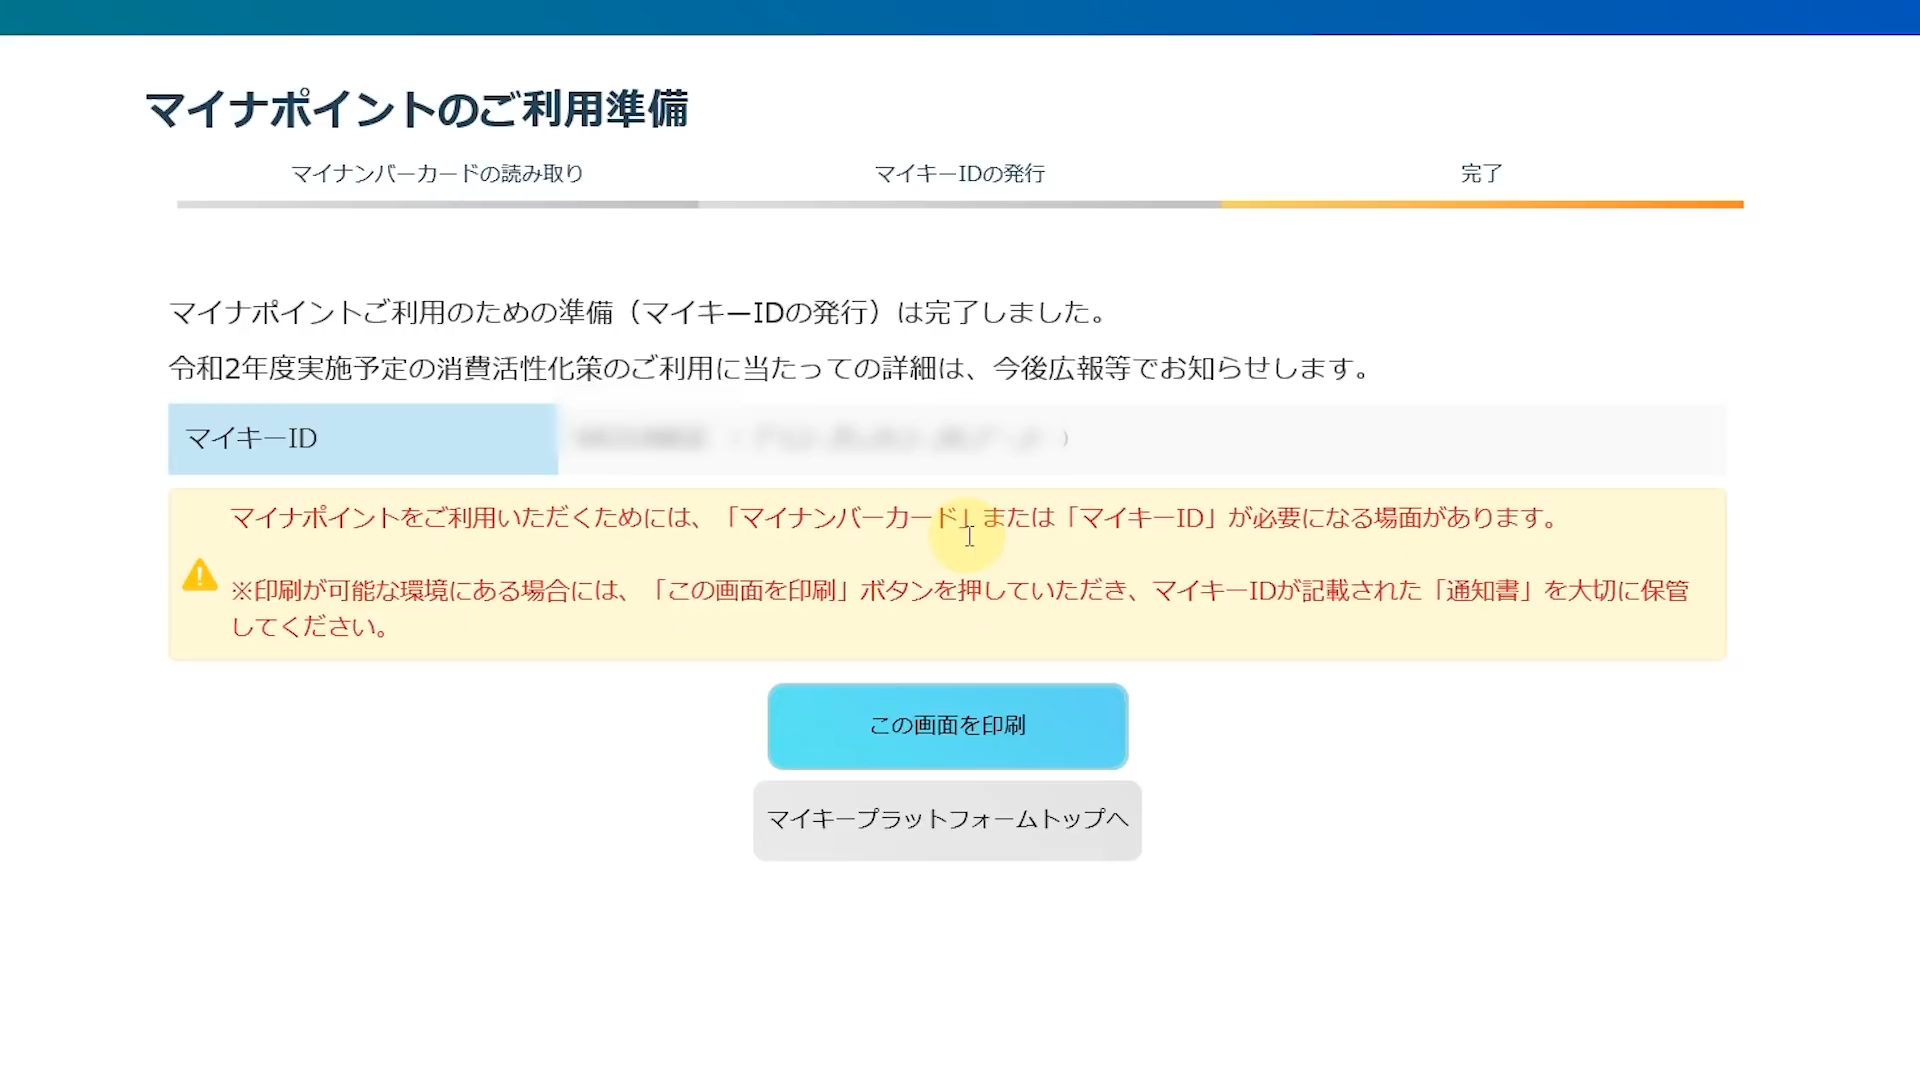 マイナポイントのご利用準備
マイナンバーカードの読み取り
マイキーIDの発行
完了
マイナポイントご利用のための準備（マイキーIDの発行）は完了しました。
令和2年度実施予定の消費活性化策のご利用に当たっての詳細は、今後広報等でお知らせします。
マイキーID
マイナポイントをご利用いただくためには、「マイナンバーカード」または「マイキーID」が必要になる場面があります。
※印刷が可能な環境にある場合には、「この画面を印刷」ボタンを押していただき、マイキーIDが記載された「通知書」を大切に保管
してください。
この画面を印刷
マイキープラットフォームトップへ